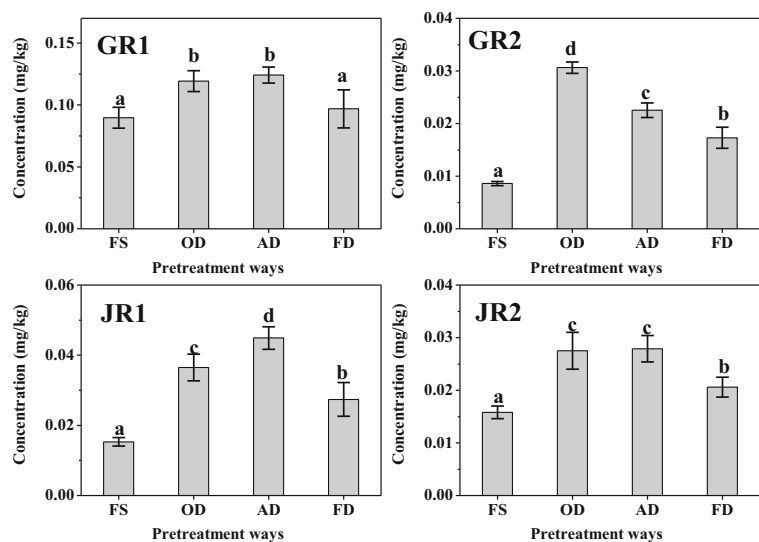 GR1
Concentration (mg/kg)
0.15
0.10
0.05
0.00
a
b
b
a
FS OD AD FD
Pretreatment ways
GR2
Concentration (mg/kg)
0.04
0.03
0.02
0.01
0.00
a
d
c
b
FS OD AD FD
Pretreatment ways
JR1
Concentration (mg/kg)
0.06
0.04
0.02
0.00
a
c
d
b
FS OD AD FD
Pretreatment ways
JR2
Concentration (mg/kg)
0.04
0.03
0.02
0.01
0.00
a
c
c
b
FS OD AD FD
Pretreatment ways